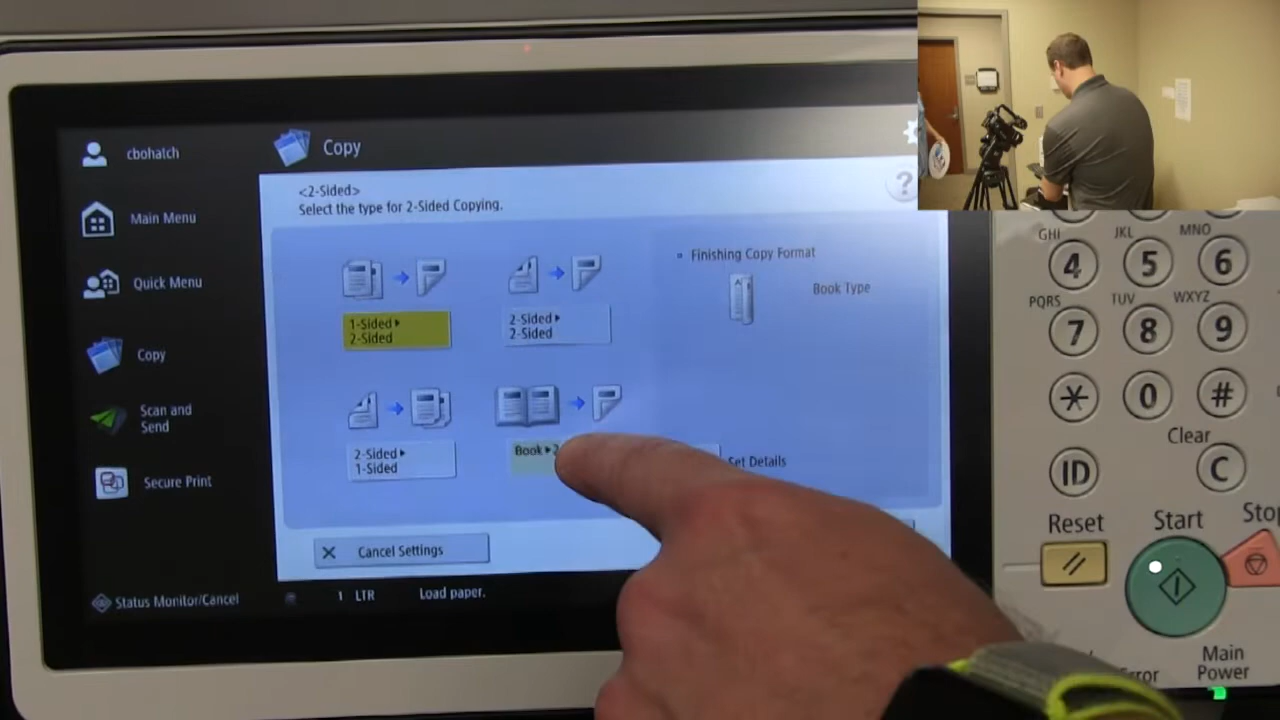 cbohatch
Main Menu
Quick Menu
Copy
Scan and
Send
Secure Print
Status Monitor/Cancel
Copy
<2-Sided>
Select the type for 2-Sided Copying.
?
1-Sided
2-Sided
2-Sided
2-Sided
2-Sided
1-Sided
Book
Finishing Copy Format
Book Type
Set Details
Cancel Settings
1 LTR Load paper.
GHI JKL MNO
4 5 6
PQRS TUV WXYZ
7 8 9
* 0 #
Clear
ID C
Reset Start
Main
Power